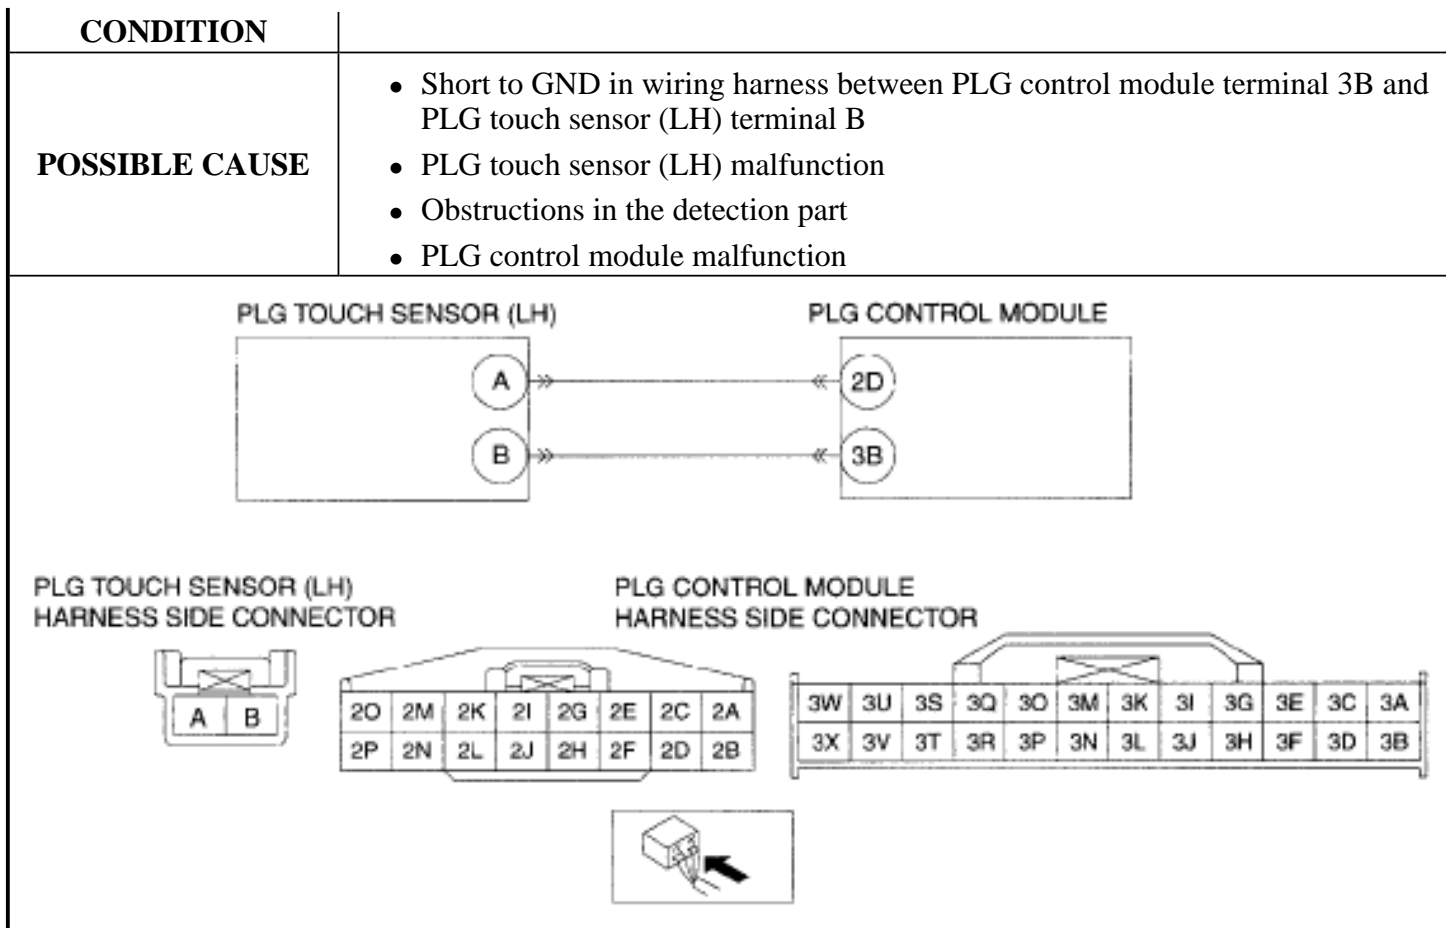 CONDITION
• Short to GND in wiring harness between PLG control module terminal 3B and
PLG touch sensor (LH) terminal B
POSSIBLE CAUSE
• PLG touch sensor (LH) malfunction
• Obstructions in the detection part
• PLG control module malfunction
PLG TOUCH SENSOR (LH)
PLG CONTROL MODULE
A
2D
B
3B
PLG TOUCH SENSOR (LH)
HARNESS SIDE CONNECTOR
PLG CONTROL MODULE
HARNESS SIDE CONNECTOR
A B
2O 2M 2K 2I 2G 2E 2C 2A
2P 2N 2L 2J 2H 2F 2D 2B
3W 3U 3S 3Q 3O 3M 3K 3I 3G 3E 3C 3A
3X 3V 3T 3R 3P 3N 3L 3J 3H 3F 3D 3B